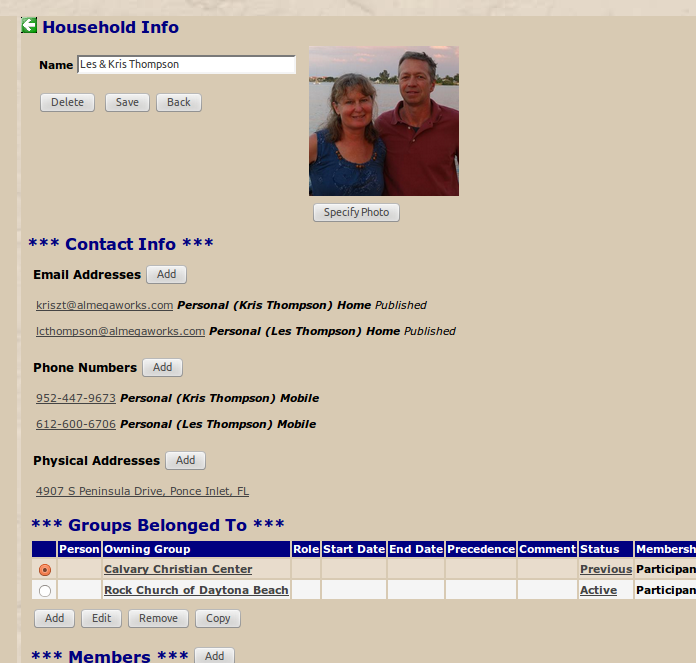 Household Info
Name Les & Kris Thompson
Delete Save Back
Specify Photo
*** Contact Info ***
Email Addresses Add
kriszt@almegaworks.com Personal (Kris Thompson) Home Published
lcthompson@almegaworks.com Personal (Les Thompson) Home Published
Phone Numbers Add
952-447-9673 Personal (Kris Thompson) Mobile
612-600-6706 Personal (Les Thompson) Mobile
Physical Addresses Add
4907 S Peninsula Drive, Ponce Inlet, FL
*** Groups Belonged To ***
Person Owning Group Role Start Date End Date Precedence Comment Status Membersh
Calvary Christian Center Previous Participan
Rock Church of Daytona Beach Active Participan
Add Edit Remove Copy
*** Members *** Add